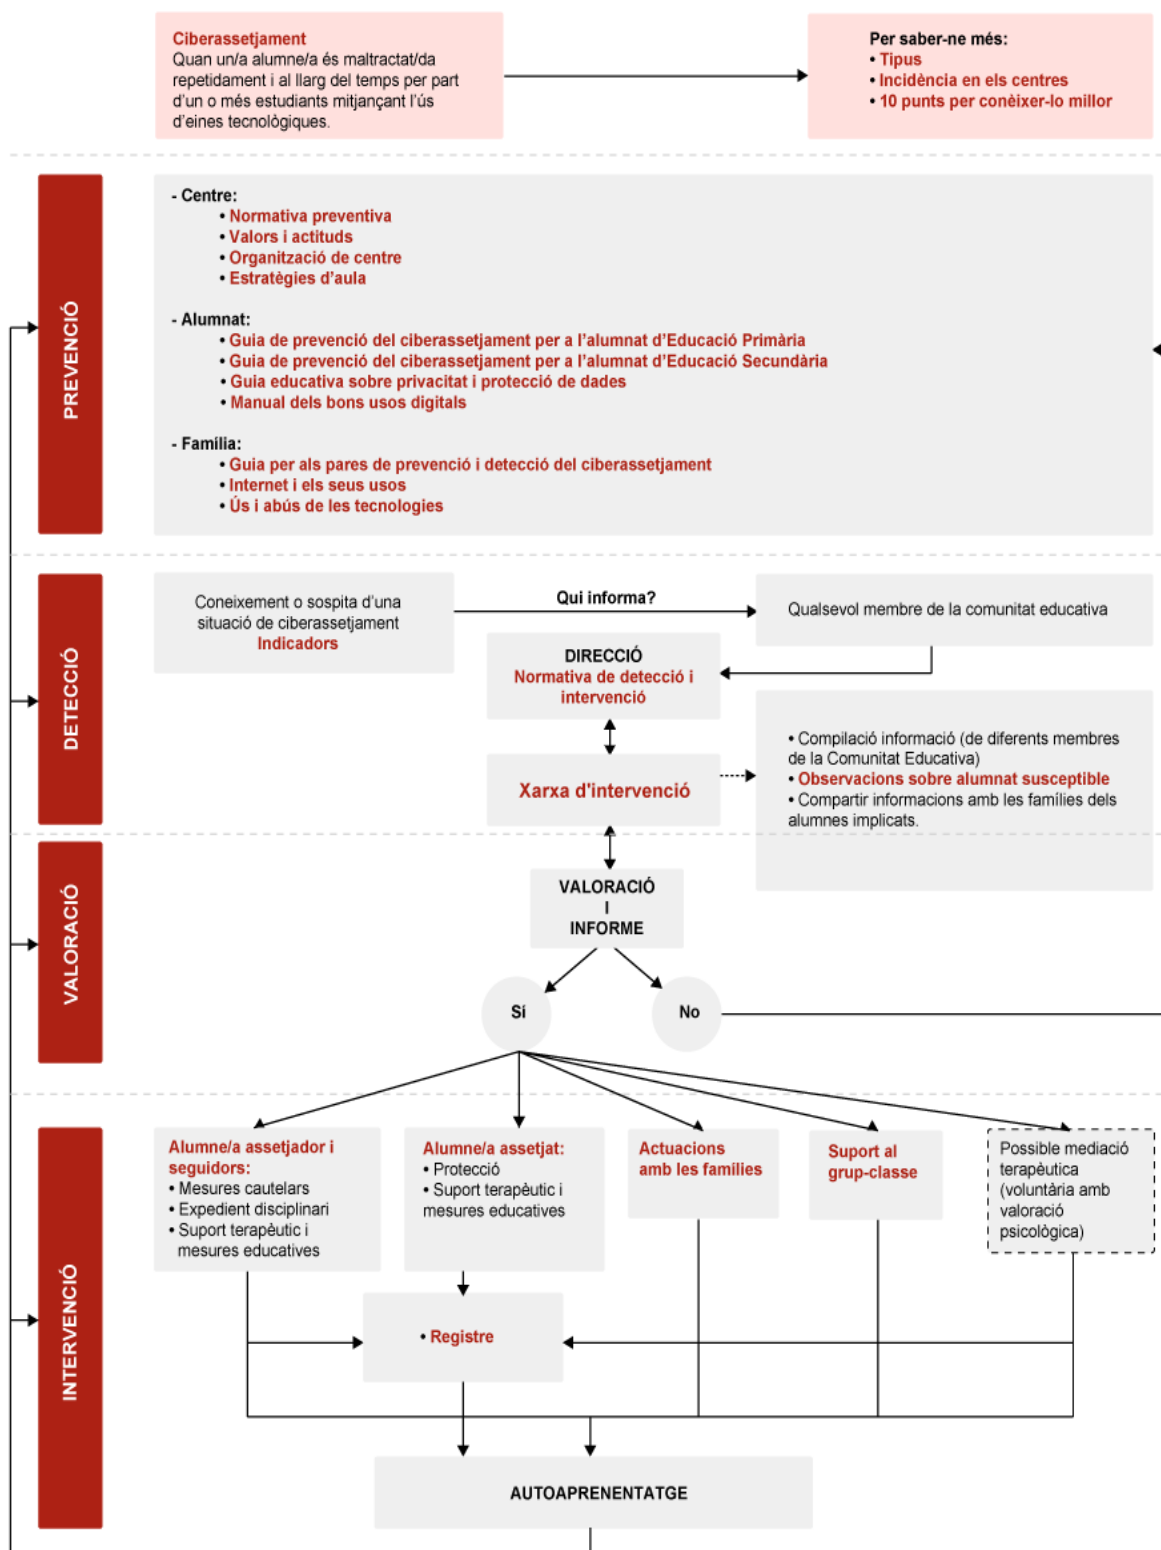 Ciberassetjament
Quan un/a alumne/a és maltractat/da
repetidament i al llarg del temps per part
d'un o més estudiants mitjançant l'ús
d'eines tecnològiques.
Per saber-ne més:
• Tipus
• Incidència en els centres
• 10 punts per conèixer-lo millor
PREVENCIÓ
- Centre:
• Normativa preventiva
• Valors i actituds
• Organització de centre
• Estratègies d'aula
- Alumnat:
• Guia de prevenció del ciberassetjament per a l'alumnat d'Educació Primària
• Guia de prevenció del ciberassetjament per a l'alumnat d'Educació Secundària
• Guia educativa sobre privacitat i protecció de dades
• Manual dels bons usos digitals
- Família:
• Guia per als pares de prevenció i detecció del ciberassetjament
• Internet i els seus usos
• Ús i abús de les tecnologies
DETECCIÓ
Coneixement o sospita d'una
situació de ciberassetjament
Indicadors
Qui informa?
Qualsevol membre de la comunitat educativa
DIRECCIÓ
Normativa de detecció i
intervenció
Xarxa d'intervenció
• Compilació informació (de diferents membres
de la Comunitat Educativa)
• Observacions sobre alumnat susceptible
• Compartir informacions amb les famílies dels
alumnes implicats.
VALORACIÓ
VALORACIÓ
I
INFORME
Sí
No
INTERVENCIÓ
Alumne/a assetjador i
seguidors:
• Mesures cautelars
• Expedient disciplinari
• Suport terapèutic i
mesures educatives
Alumne/a assetjat:
• Protecció
• Suport terapèutic i
mesures educatives
Actuacions
amb les famílies
Suport al
grup-classe
Possible mediació
terapèutica
(voluntària amb
valoració
psicològica)
• Registre
AUTOAPRENENTATGE